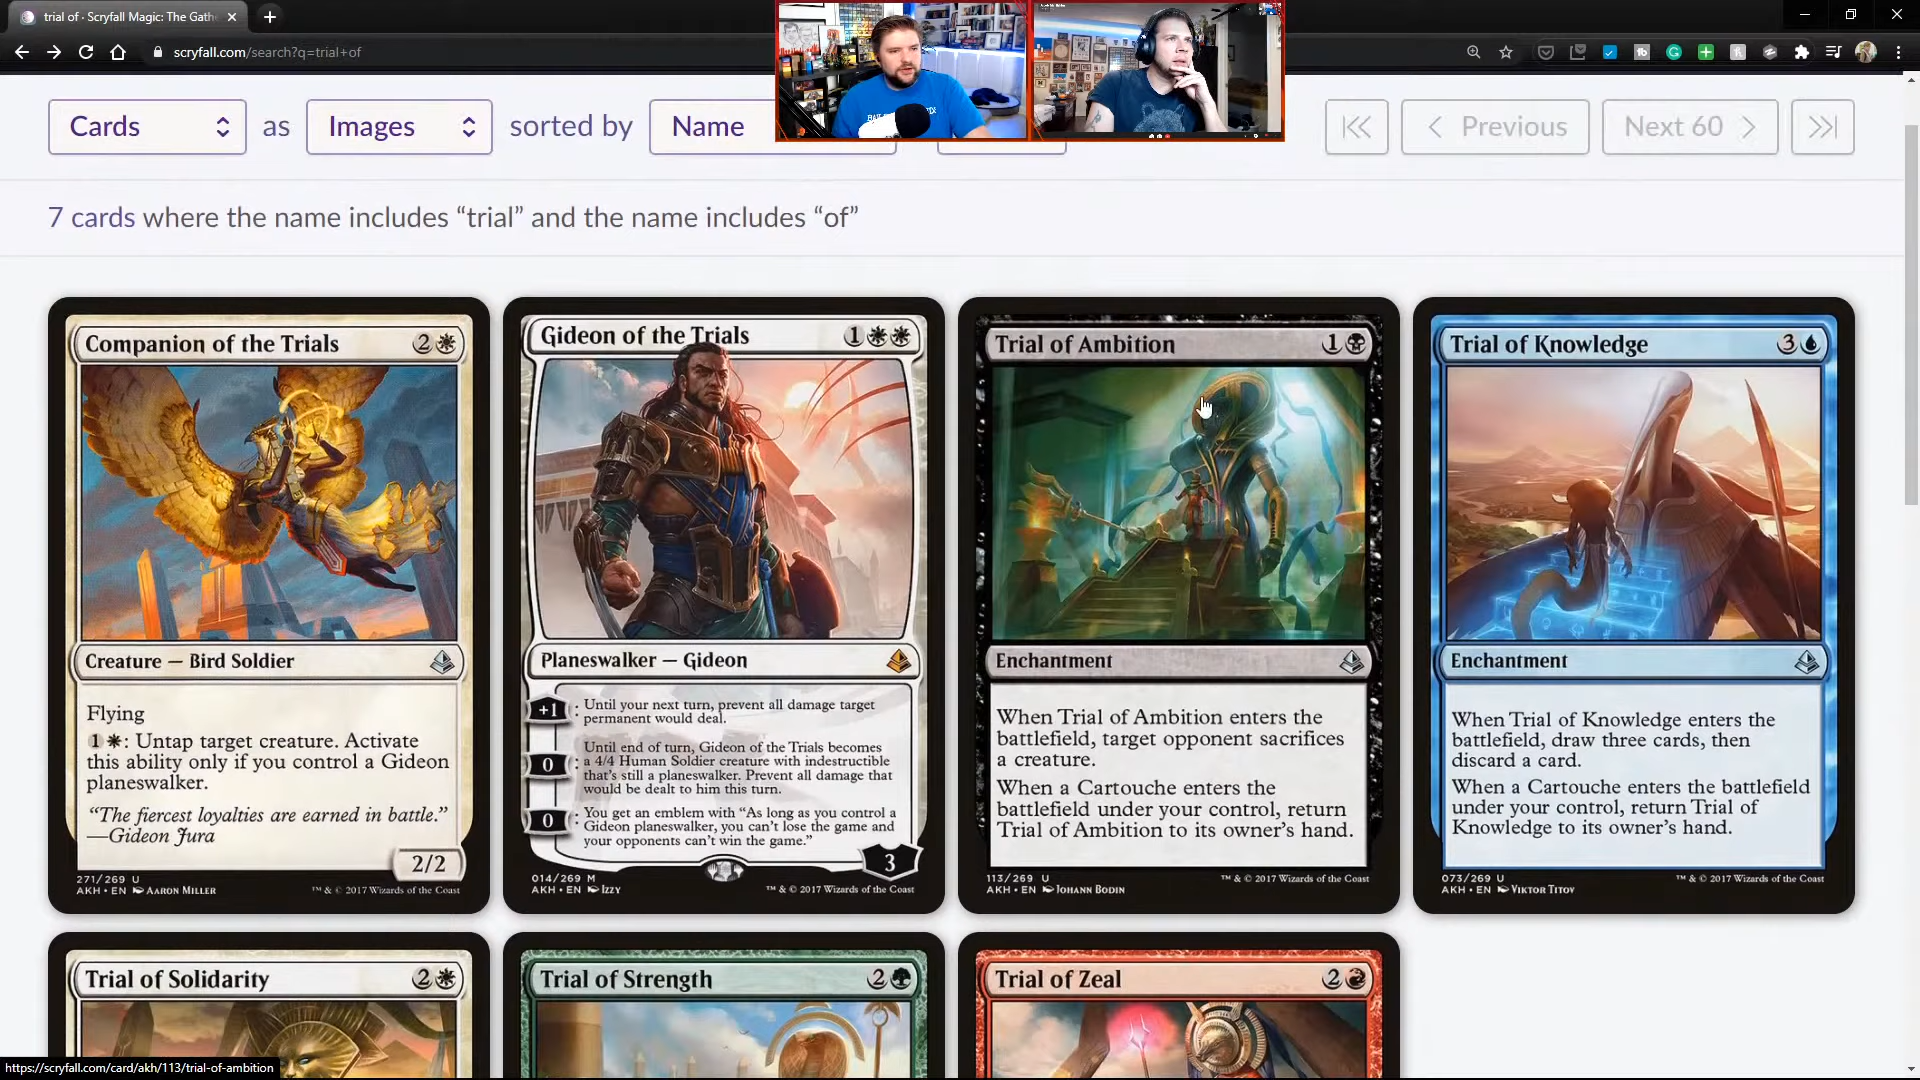 trial of · Scryfall Magic: The Gath
scryfall.com/search?q=trial+of
Cards as Images sorted by Name
Previous
Next 60
7 cards where the name includes “trial” and the name includes “of”
Companion of the Trials 2
Creature — Bird Soldier
Flying
1 : Untap target creature. Activate
this ability only if you control a Gideon
planeswalker.
“The fiercest loyalties are earned in battle.”
—Gideon Jura
2/2
271/269 U
AKH • EN Aaron Miller
™ & © 2017 Wizards of the Coast
Gideon of the Trials 1
Planeswalker — Gideon
+1 : Until your next turn, prevent all damage target
permanent would deal.
0 : Until end of turn, Gideon of the Trials becomes
a 4/4 Human Soldier creature with indestructible
that's still a planeswalker. Prevent all damage that
would be dealt to him this turn.
0 : You get an emblem with “As long as you control a
Gideon planeswalker, you can't lose the game and
your opponents can't win the game.”
3
014/269 M
AKH • EN Izzy
™ & © 2017 Wizards of the Coast
Trial of Ambition 1
Enchantment
When Trial of Ambition enters the
battlefield, target opponent sacrifices
a creature.
When a Cartouche enters the
battlefield under your control, return
Trial of Ambition to its owner's hand.
113/269 U
AKH • EN Johann Bodin
™ & © 2017 Wizards of the Coast
Trial of Knowledge 3
Enchantment
When Trial of Knowledge enters the
battlefield, draw three cards, then
discard a card.
When a Cartouche enters the battlefield
under your control, return Trial of
Knowledge to its owner's hand.
073/269 U
AKH • EN Viktor Titov
™ & © 2017 Wizards of the Coast
Trial of Solidarity 2
Trial of Strength 2
Trial of Zeal 2
https://scryfall.com/card/akh/113/trial-of-ambition